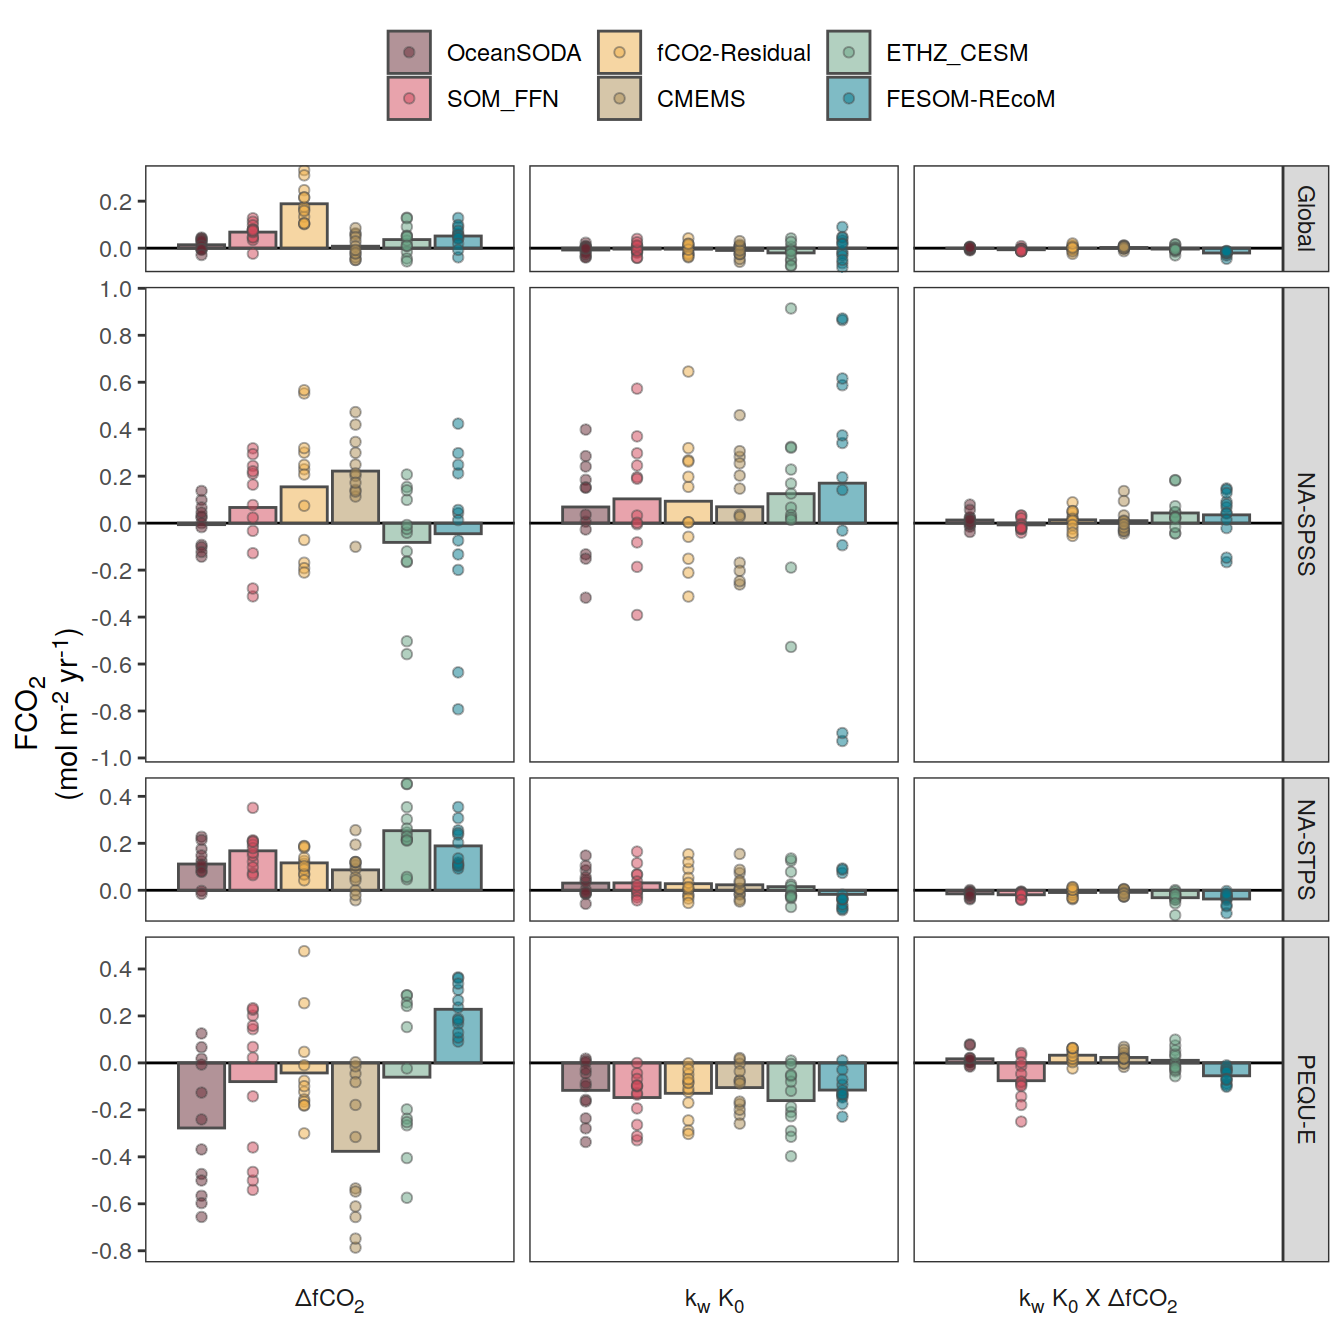 OceanSODA fCO2-Residual ETHZ_CESM
SOM_FFN CMEMS FESOM-REcoM
0.2
0.0
Global
1.0
0.8
0.6
0.4
0.2
0.0
-0.2
-0.4
-0.6
-0.8
-1.0
NA-SPSS
0.4
0.2
0.0
NA-STPS
0.4
0.2
0.0
-0.2
-0.4
-0.6
-0.8
PEQU-E
FCO₂
(mol m⁻² yr⁻¹)
ΔfCO₂ k_w K₀ k_w K₀ X ΔfCO₂